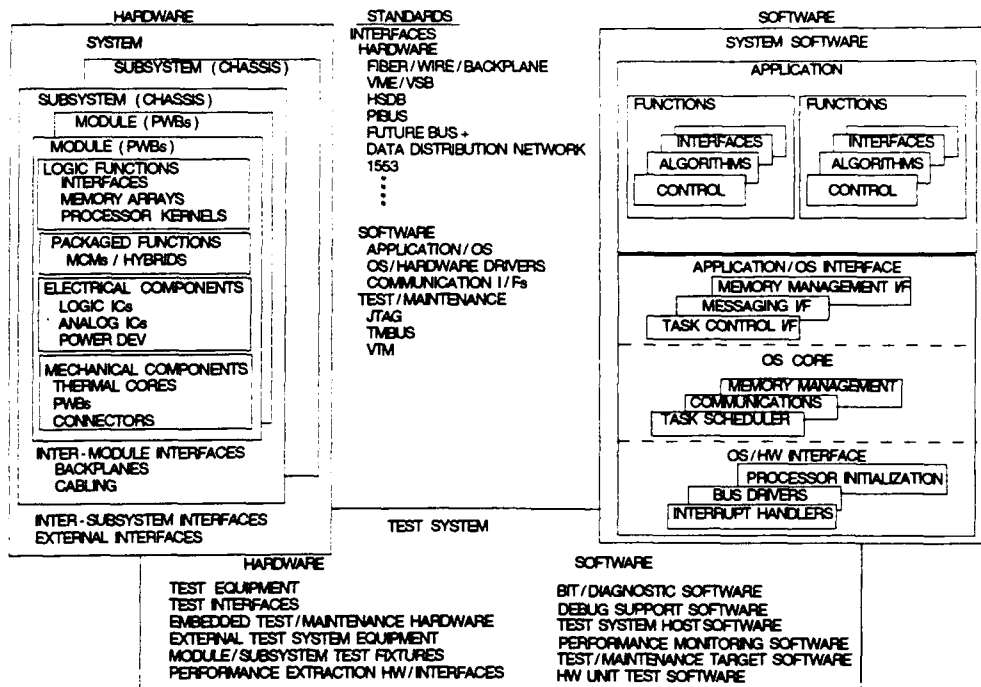 HARDWARE
SYSTEM
SUBSYSTEM (CHASSIS)
SUBSYSTEM (CHASSIS)
MODULE (PWBs)
MODULE (PWBs)
LOGIC FUNCTIONS
INTERFACES
MEMORY ARRAYS
PROCESSOR KERNELS
PACKAGED FUNCTIONS
MCMs / HYBRIDS
ELECTRICAL COMPONENTS
LOGIC ICs
ANALOG ICs
POWER DEV
MECHANICAL COMPONENTS
THERMAL CORES
PWBs
CONNECTORS
INTER-MODULE INTERFACES
BACKPLANES
CABLING
INTER-SUBSYSTEM INTERFACES
EXTERNAL INTERFACES
STANDARDS
INTERFACES
HARDWARE
FIBER/WIRE/BACKPLANE
VME/VSB
HSDB
PIBUS
FUTURE BUS +
DATA DISTRIBUTION NETWORK
1553
SOFTWARE
APPLICATION/OS
OS/HARDWARE DRIVERS
COMMUNICATION I/Fs
TEST/MAINTENANCE
JTAG
TMBUS
VTM
SOFTWARE
SYSTEM SOFTWARE
APPLICATION
FUNCTIONS
INTERFACES
ALGORITHMS
CONTROL
FUNCTIONS
INTERFACES
ALGORITHMS
CONTROL
APPLICATION/OS INTERFACE
MEMORY MANAGEMENT I/F
MESSAGING I/F
TASK CONTROL I/F
OS CORE
MEMORY MANAGEMENT
COMMUNICATIONS
TASK SCHEDULER
OS/HW INTERFACE
PROCESSOR INITIALIZATION
BUS DRIVERS
INTERRUPT HANDLERS
TEST SYSTEM
HARDWARE
TEST EQUIPMENT
TEST INTERFACES
EMBEDDED TEST/MAINTENANCE HARDWARE
EXTERNAL TEST SYSTEM EQUIPMENT
MODULE/SUBSYSTEM TEST FIXTURES
PERFORMANCE EXTRACTION HW/INTERFACES
SOFTWARE
BIT/DIAGNOSTIC SOFTWARE
DEBUG SUPPORT SOFTWARE
TEST SYSTEM HOST SOFTWARE
PERFORMANCE MONITORING SOFTWARE
TEST/MAINTENANCE TARGET SOFTWARE
HW UNIT TEST SOFTWARE